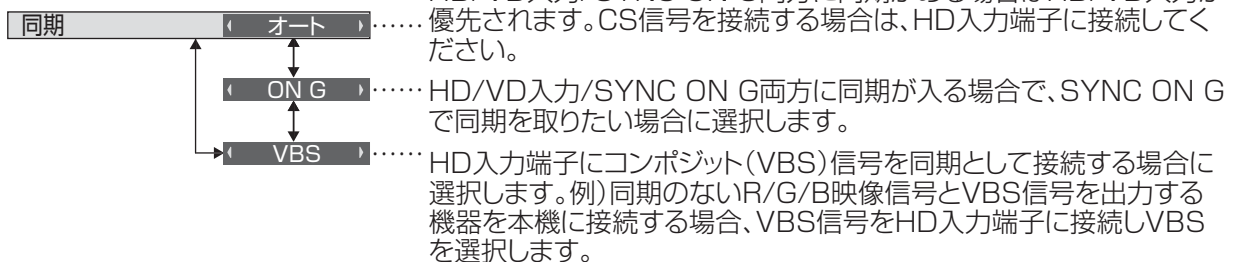 同期 オート ……優先されます。CS信号を接続する場合は、HD入力端子に接続してく
ださい。
ON G ……HD/VD入力/SYNC ON G両方に同期が入る場合で、SYNC ON G
で同期を取りたい場合に選択します。
VBS ……HD入力端子にコンポジット(VBS)信号を同期として接続する場合に
選択します。例)同期のないR/G/B映像信号とVBS信号を出力する
機器を本機に接続する場合、VBS信号をHD入力端子に接続しVBS
を選択します。